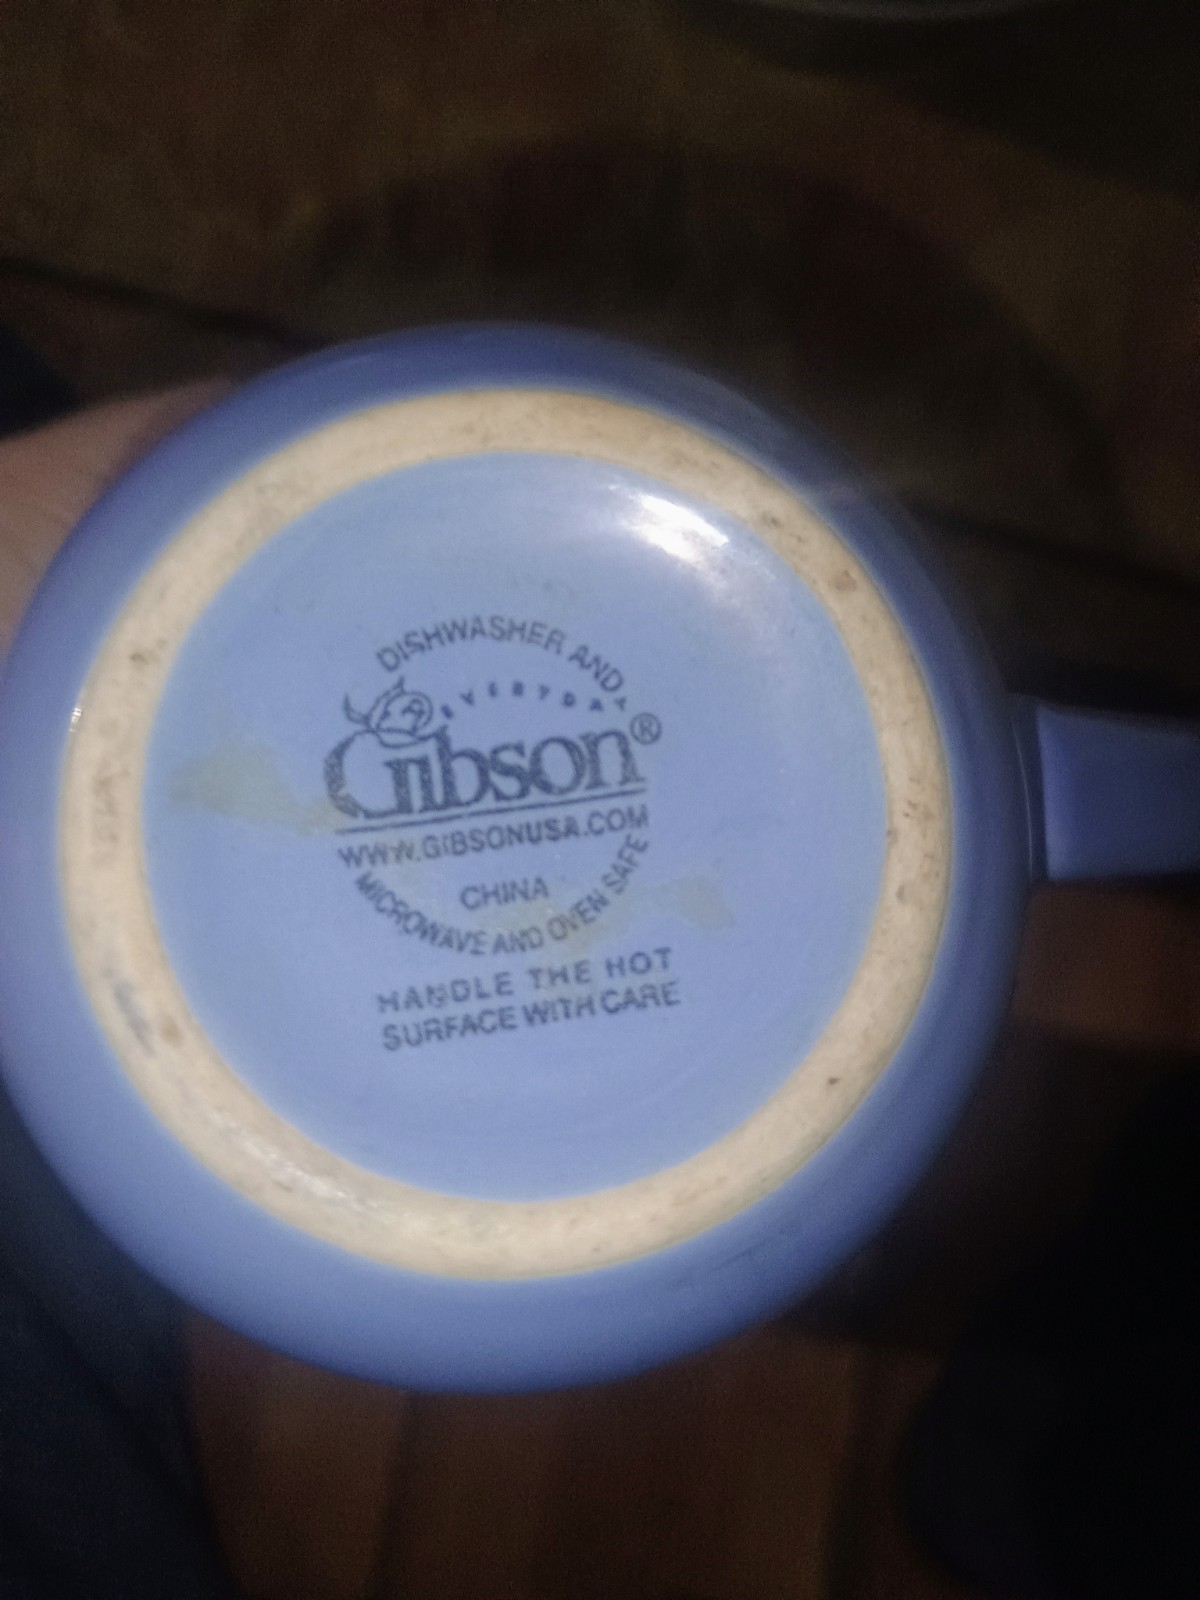 DISHWASHER AND
EVERYDAY
Gibson®
WWW.GIBSONUSA.COM
CHINA
MICROWAVE AND OVEN SAFE
HANDLE THE HOT
SURFACE WITH CARE